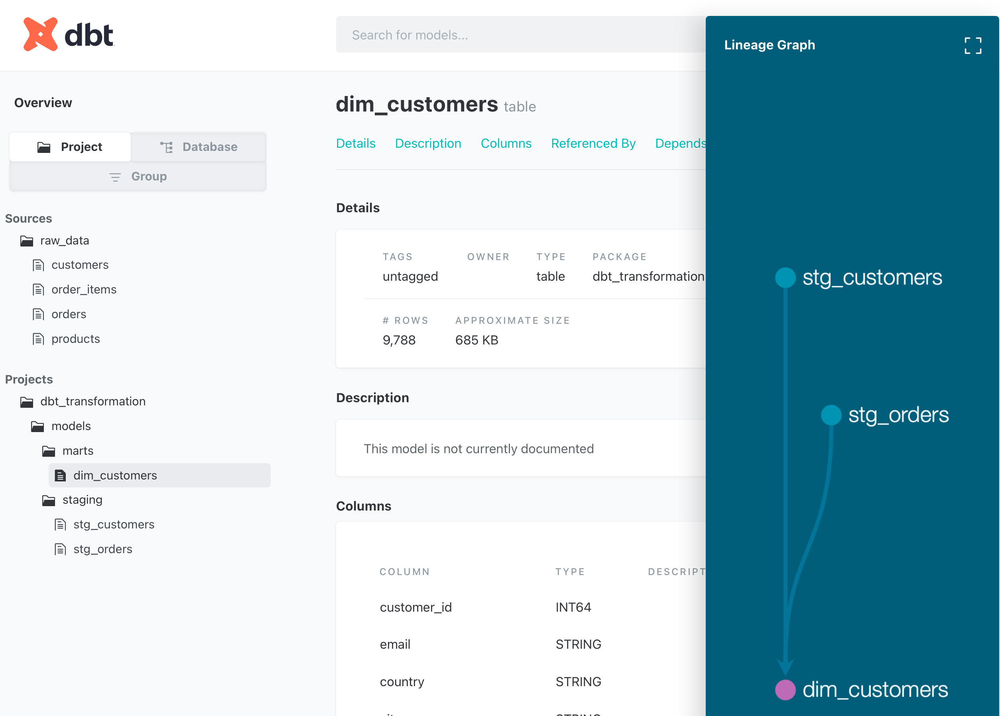 dbt
Search for models...
Overview
Project
Database
Group
Sources
raw_data
customers
order_items
orders
products
Projects
dbt_transformation
models
marts
dim_customers
staging
stg_customers
stg_orders
dim_customers table
Details Description Columns Referenced By Depends
Details
TAGS OWNER TYPE PACKAGE
untagged table dbt_transformation
# ROWS APPROXIMATE SIZE
9,788 685 KB
Description
This model is not currently documented
Columns
COLUMN TYPE DESCRIPT
customer_id INT64
email STRING
country STRING
Lineage Graph
stg_customers
stg_orders
dim_customers